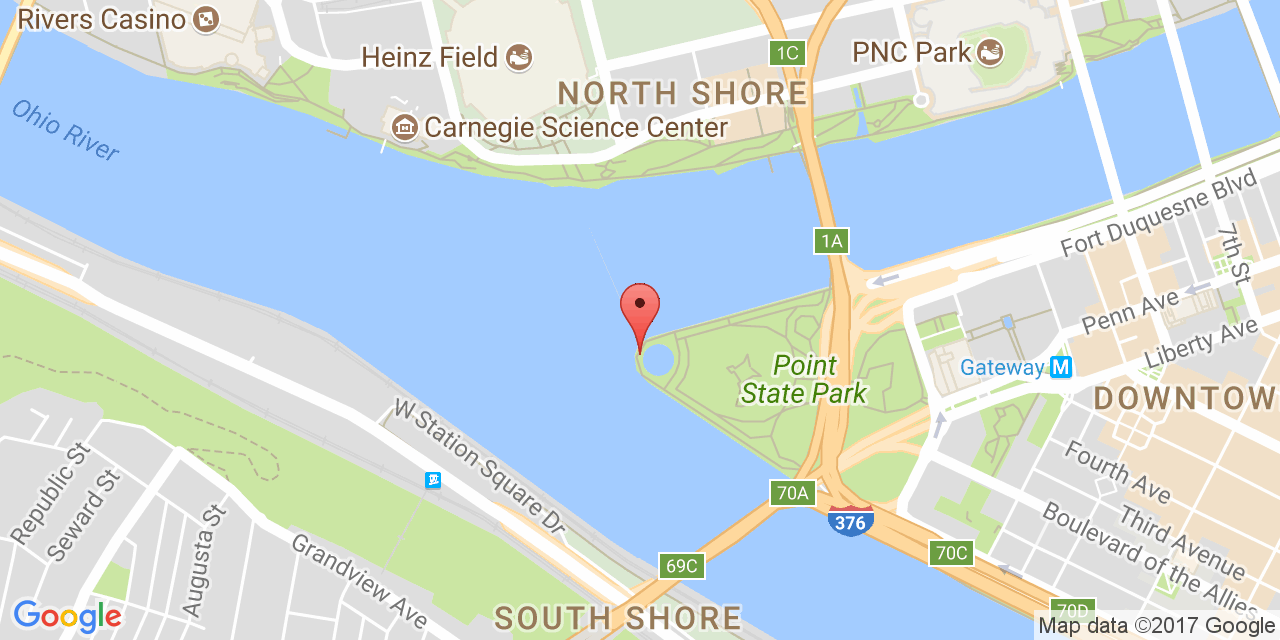 Rivers Casino
Heinz Field
1C
PNC Park
NORTH SHORE
Ohio River
Carnegie Science Center
Fort Duquesne Blvd
7th St
1A
Penn Ave
Liberty Ave
Point
State Park
Gateway M
DOWNTOW
W Station Square Dr
Republic St
Seward St
Augusta St
Grandview Ave
70A
376
Fourth Ave
Third Avenue
Boulevard of the Allies
70C
69C
70D
SOUTH SHORE
Google
Map data ©2017 Google